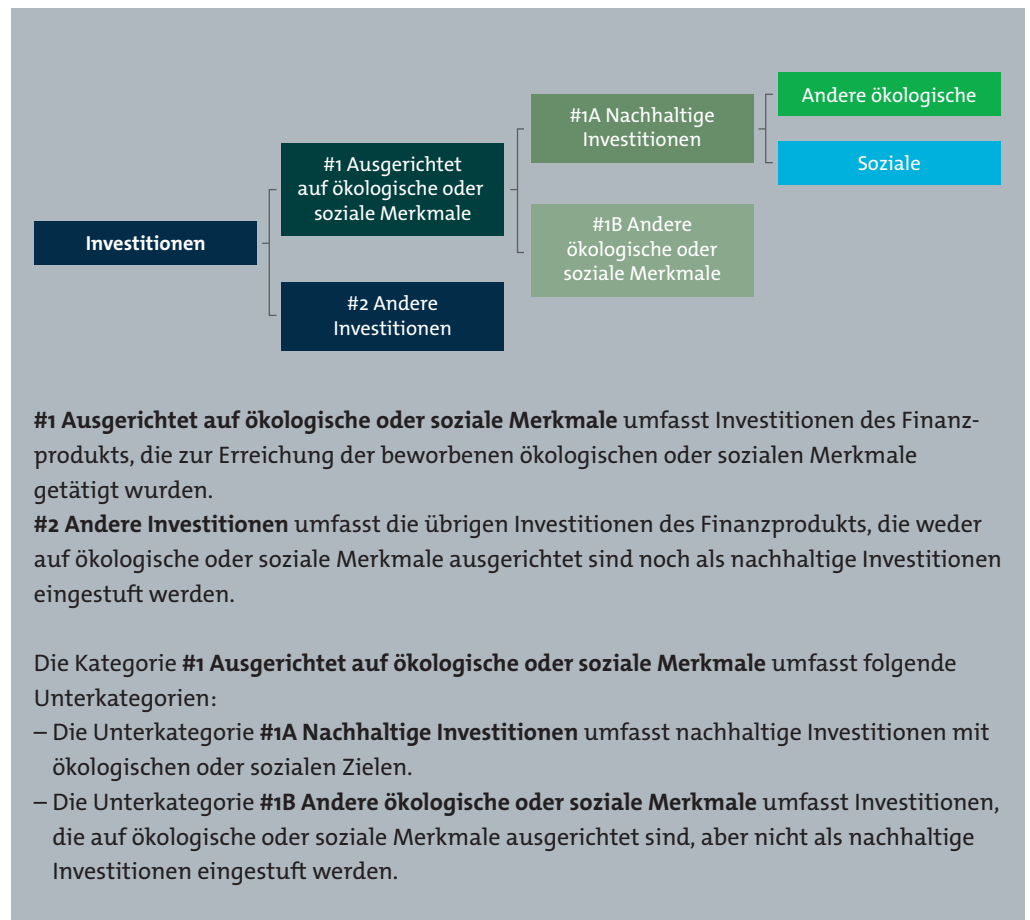 Andere ökologische
#1A Nachhaltige
Investitionen
Soziale
#1 Ausgerichtet
auf ökologische oder
soziale Merkmale
#1B Andere
ökologische oder
soziale Merkmale
Investitionen
#2 Andere
Investitionen
#1 Ausgerichtet auf ökologische oder soziale Merkmale umfasst Investitionen des Finanz-
produkts, die zur Erreichung der beworbenen ökologischen oder sozialen Merkmale
getätigt wurden.
#2 Andere Investitionen umfasst die übrigen Investitionen des Finanzprodukts, die weder
auf ökologische oder soziale Merkmale ausgerichtet sind noch als nachhaltige Investitionen
eingestuft werden.
Die Kategorie #1 Ausgerichtet auf ökologische oder soziale Merkmale umfasst folgende
Unterkategorien:
– Die Unterkategorie #1A Nachhaltige Investitionen umfasst nachhaltige Investitionen mit
ökologischen oder sozialen Zielen.
– Die Unterkategorie #1B Andere ökologische oder soziale Merkmale umfasst Investitionen,
die auf ökologische oder soziale Merkmale ausgerichtet sind, aber nicht als nachhaltige
Investitionen eingestuft werden.